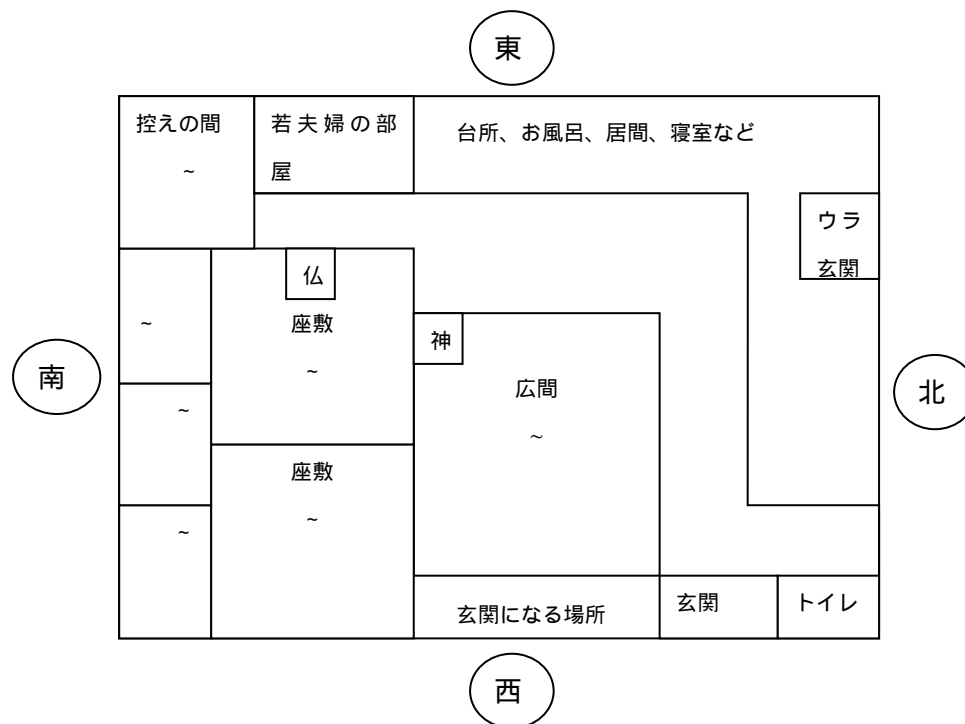 東
控えの間
~
若夫婦の部
屋
台所、お風呂、居間、寝室など
ウラ
玄関
仏
座敷
~
神
広間
~
~
~
~
座敷
~
南
北
玄関になる場所
玄関
トイレ
西